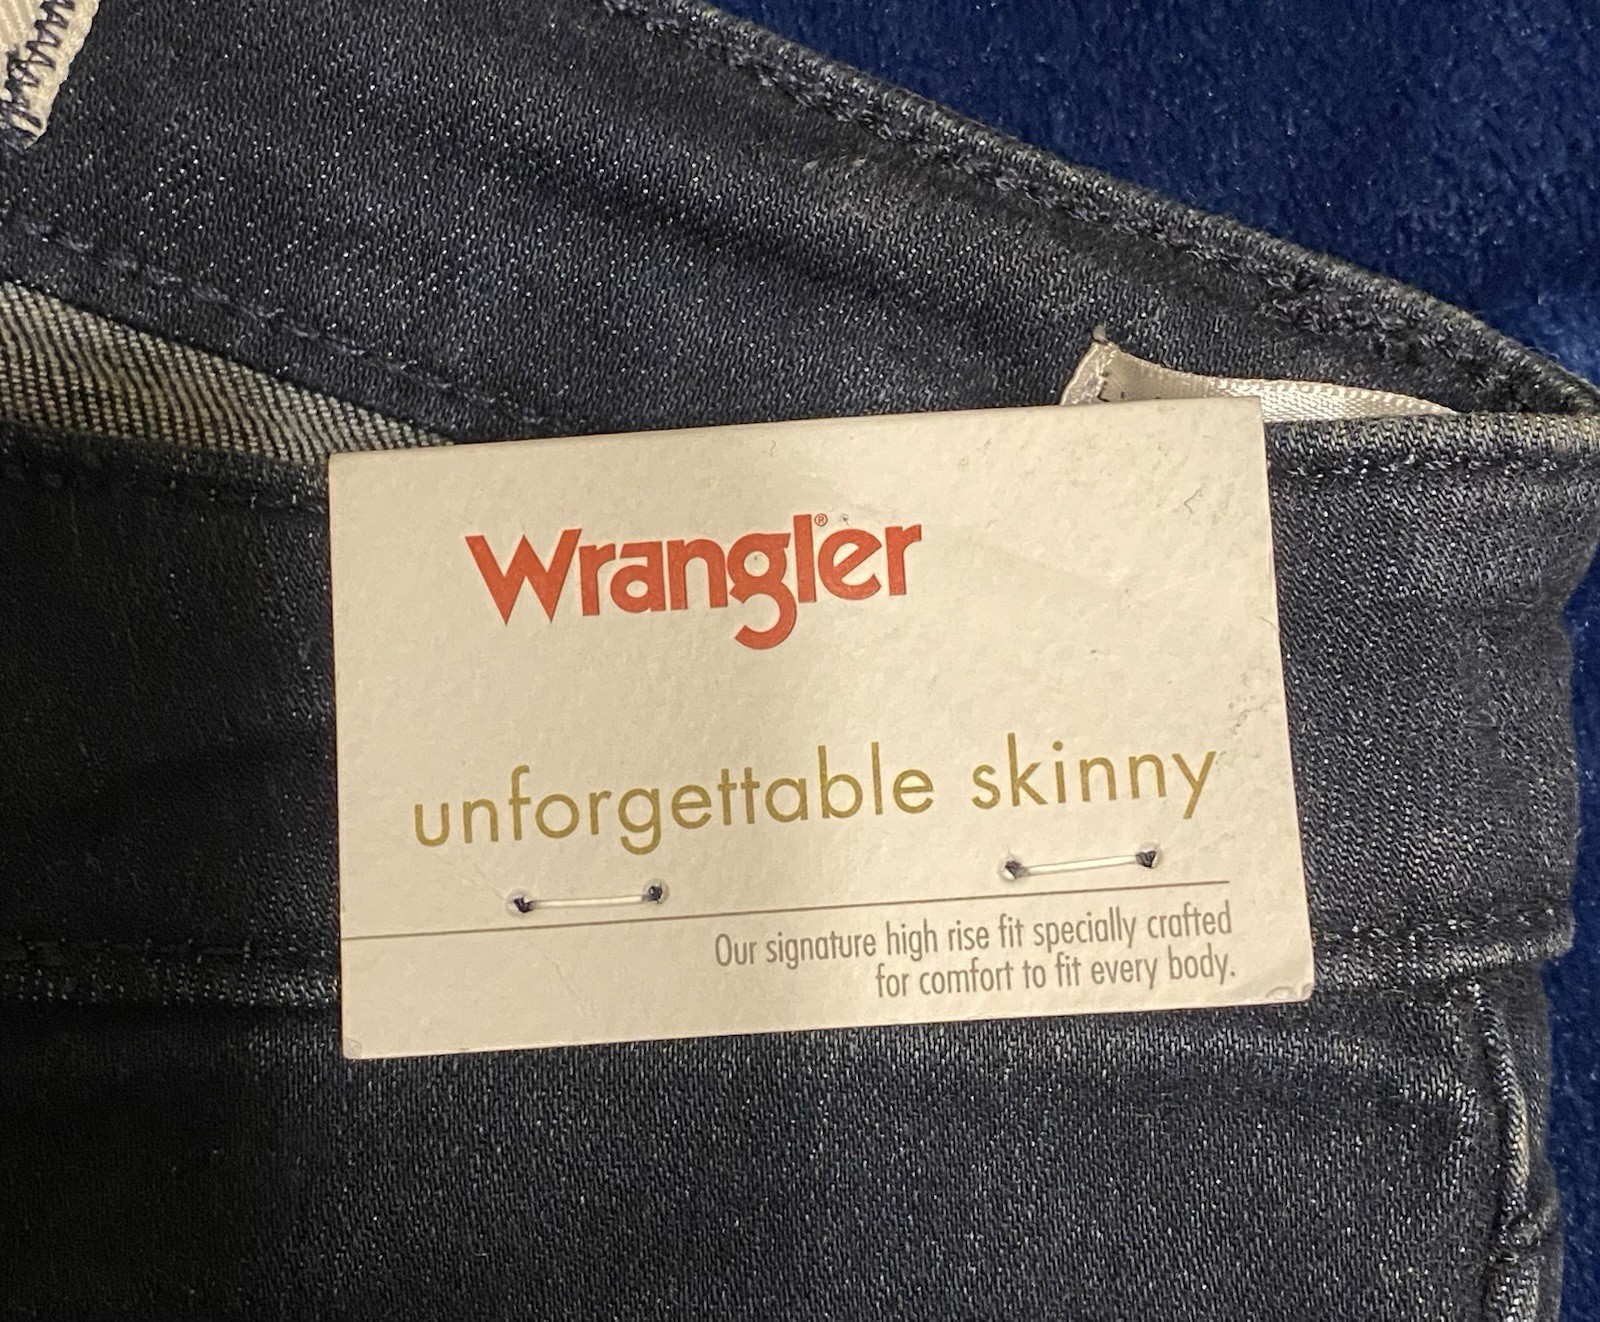 Wrangler®
unforgettable skinny
Our signature high rise fit specially crafted
for comfort to fit every body.